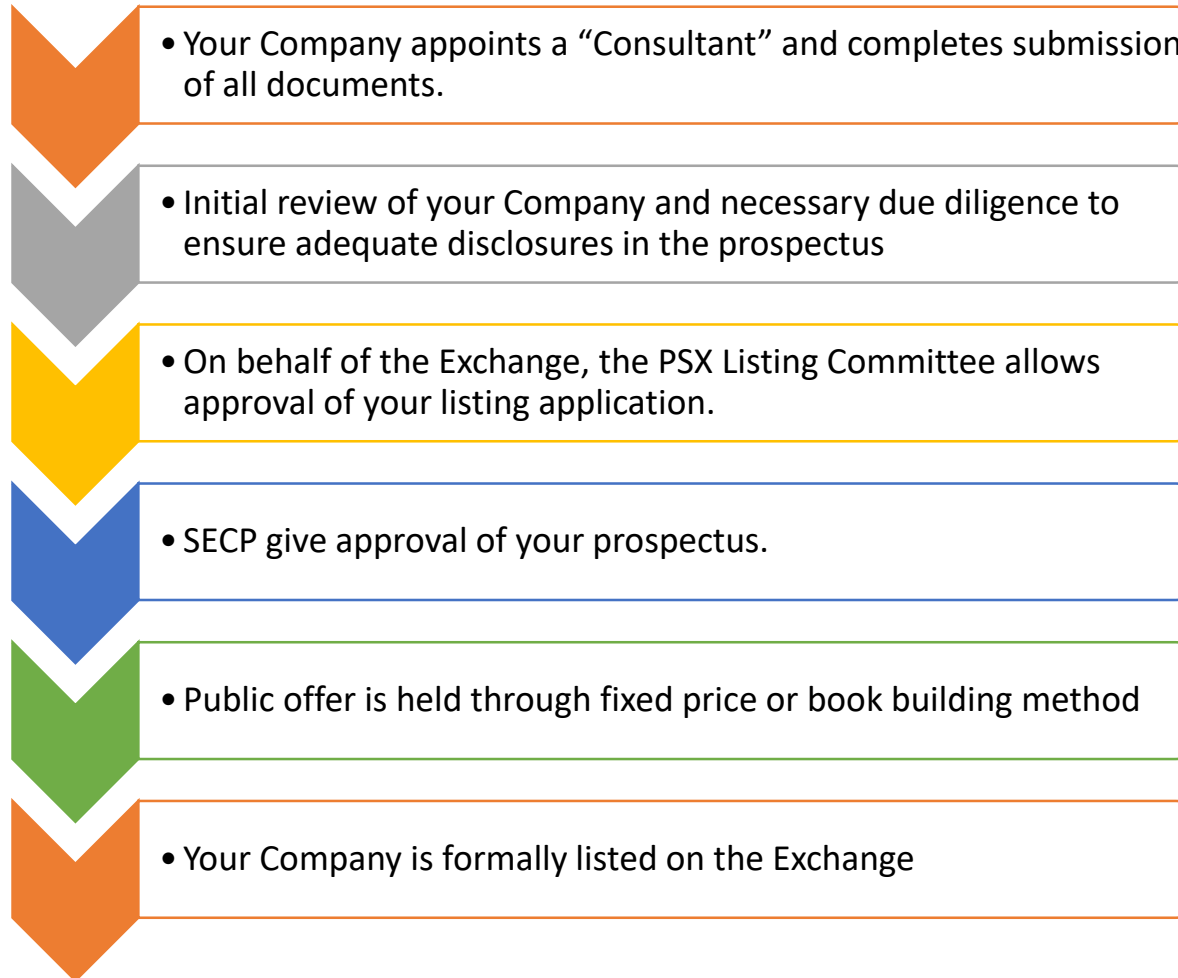 • Your Company appoints a “Consultant” and completes submission
of all documents.
• Initial review of your Company and necessary due diligence to
ensure adequate disclosures in the prospectus
• On behalf of the Exchange, the PSX Listing Committee allows
approval of your listing application.
• SECP give approval of your prospectus.
• Public offer is held through fixed price or book building method
• Your Company is formally listed on the Exchange